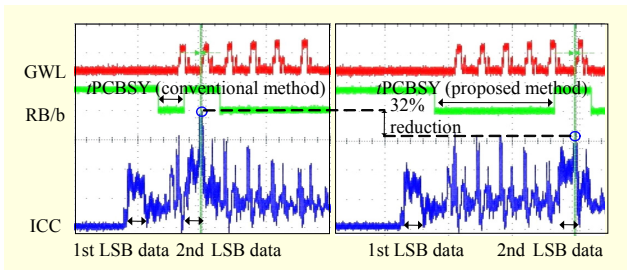 GWL
tPCBSY (conventional method)
tPCBSY (proposed method)
32%
RB/b
reduction
ICC
1st LSB data 2nd LSB data
1st LSB data 2nd LSB data